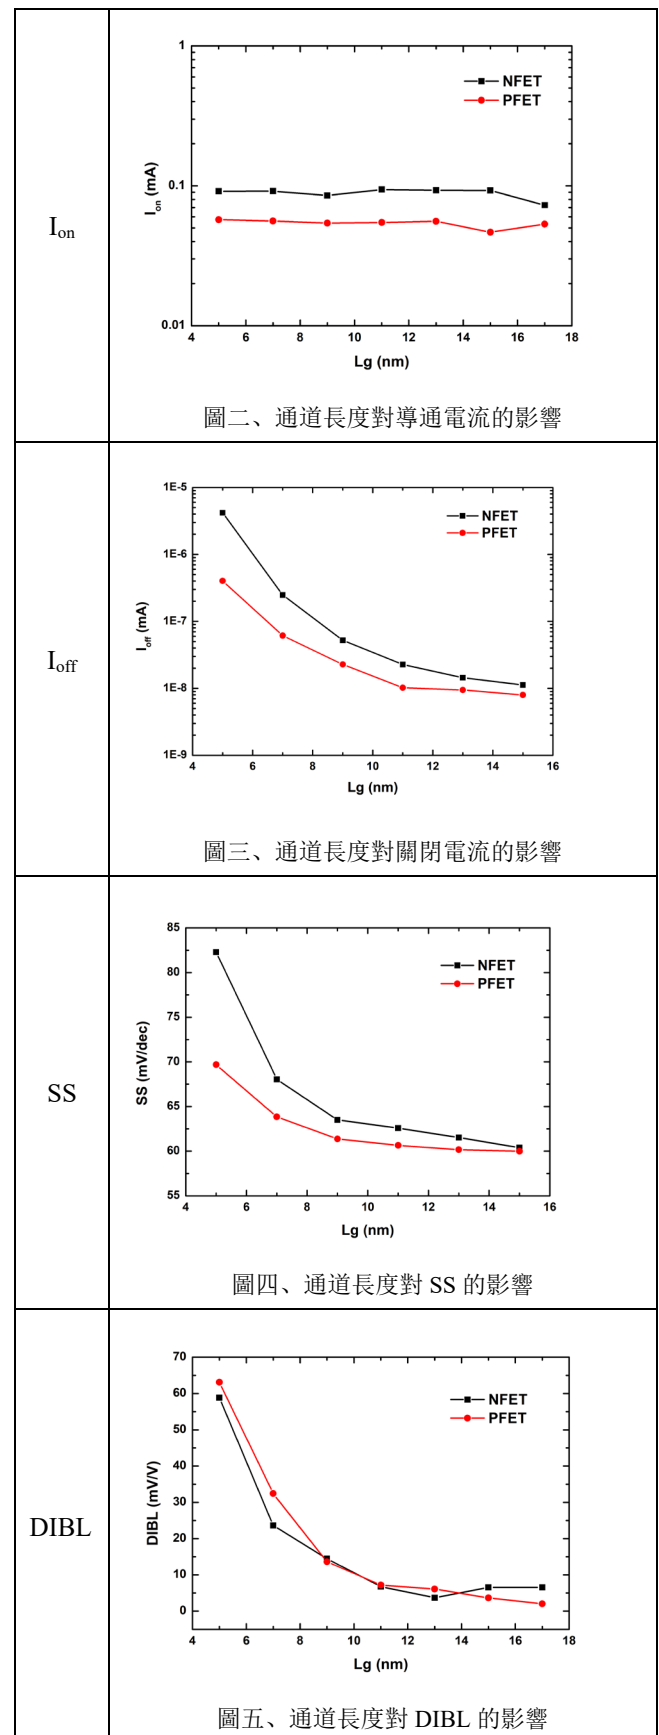 I_on
1
0.1
0.01
I_on (mA)
NFET
PFET
4 6 8 10 12 14 16 18
Lg (nm)
圖二、通道長度對導通電流的影響
I_off
1E-5
1E-6
1E-7
1E-8
1E-9
I_off (mA)
NFET
PFET
4 6 8 10 12 14 16
Lg (nm)
圖三、通道長度對關閉電流的影響
SS
85
80
75
70
65
60
55
SS (mV/dec)
NFET
PFET
4 6 8 10 12 14 16
Lg (nm)
圖四、通道長度對 SS 的影響
DIBL
70
60
50
40
30
20
10
0
DIBL (mV/V)
NFET
PFET
4 6 8 10 12 14 16 18
Lg (nm)
圖五、通道長度對 DIBL 的影響